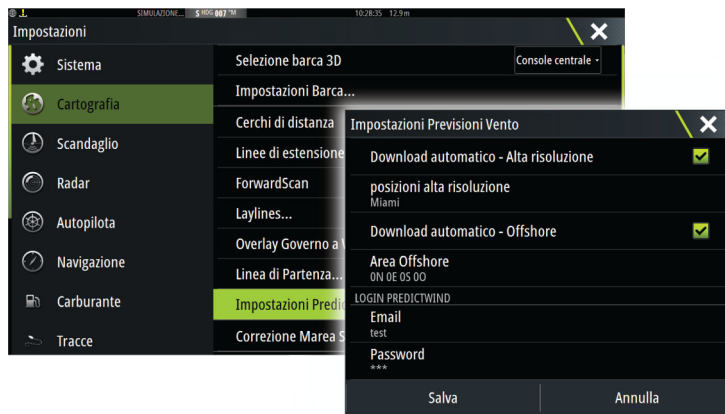 SIMULAZIONE... S HDG 007 °M 10:28:35 12.9 m
Impostazioni
Sistema
Cartografia
Scandaglio
Radar
Autopilota
Navigazione
Carburante
Tracce
Selezione barca 3D
Console centrale
Impostazioni Barca...
Cerchi di distanza
Linee di estensione
ForwardScan
Laylines...
Overlay Governo a
Linea di Partenza...
Impostazioni Predic
Correzione Marea S
Impostazioni Previsioni Vento
Download automatico - Alta risoluzione
posizioni alta risoluzione
Miami
Download automatico - Offshore
Area Offshore
0N 0E 0S 0O
LOGIN PREDICTWIND
Email
test
Password
***
Salva
Annulla